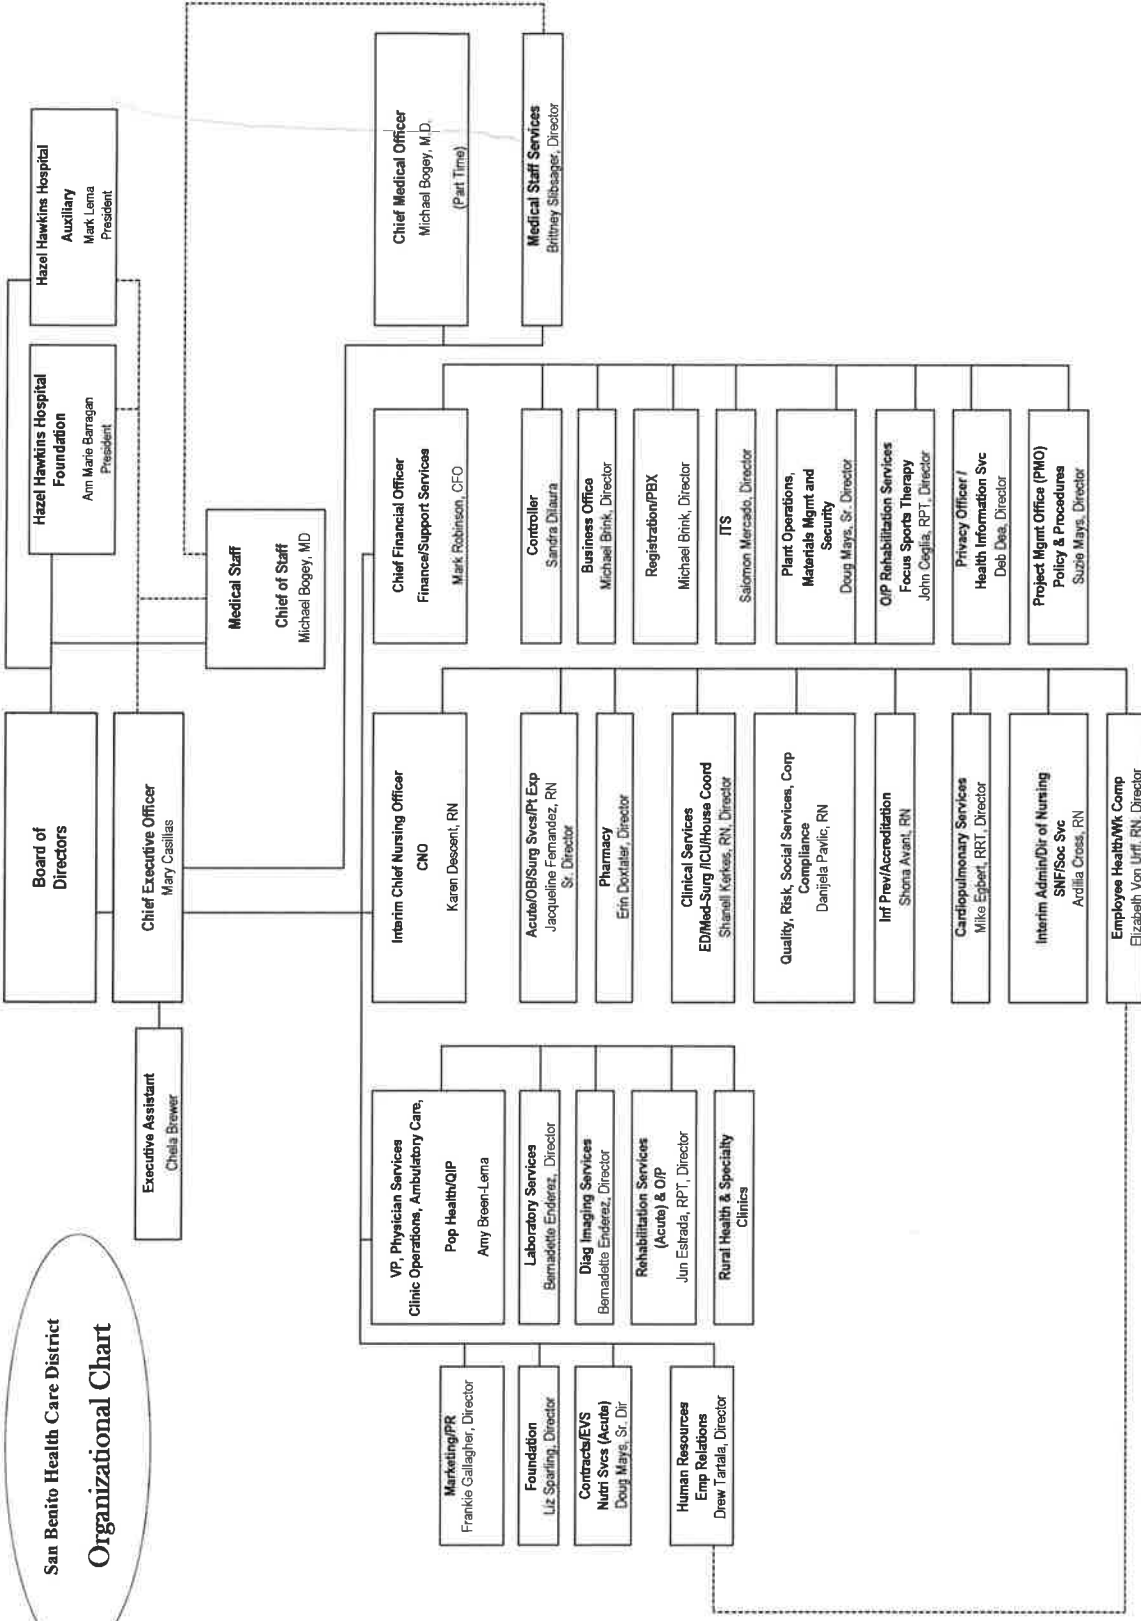 San Benito Health Care District
Organizational Chart
Board of
Directors
Hazel Hawkins Hospital
Foundation
Ann Marie Barragan
President
Hazel Hawkins Hospital
Auxiliary
Mark Lema
President
Executive Assistant
Chela Brewer
Chief Executive Officer
Mary Casillas
Medical Staff
Chief of Staff
Michael Bogey, MD
VP, Physician Services
Clinic Operations, Ambulatory Care,
Pop Health/QIP
Amy Breen-Lema
Interim Chief Nursing Officer
CNO
Karen Descent, RN
Chief Financial Officer
Finance/Support Services
Mark Robinson, CFO
Chief Medical Officer
Michael Bogey, M.D.
(Part Time)
Marketing/PR
Frankie Gallagher, Director
Foundation
Liz Sparling, Director
Contracts/EVS
Nutri Svcs (Acute)
Doug Mays, Sr. Dir
Human Resources
Emp Relations
Drew Tartala, Director
Laboratory Services
Bernadette Enderez, Director
Diag Imaging Services
Bernadette Enderez, Director
Rehabilitation Services
(Acute) & O/P
Jun Estrada, RPT, Director
Rural Health & Specialty
Clinics
Acute/OB/Surg Svcs/Pt Exp
Jacqueline Fernandez, RN
Sr. Director
Pharmacy
Erin Doxtater, Director
Clinical Services
ED/Med-Surg /ICU/House Coord
Shanell Kerkes, RN, Director
Quality, Risk, Social Services, Corp
Compliance
Danijela Pavlic, RN
Inf Prev/Accreditation
Shona Avant, RN
Cardiopulmonary Services
Mike Egbert, RRT, Director
Interim Admin/Dir of Nursing
SNF/Soc Svc
Ardilia Cross, RN
Employee Health/Wk Comp
Elizabeth Von Urff, RN, Director
Controller
Sandra Dilaura
Business Office
Michael Brink, Director
Registration/PBX
Michael Brink, Director
ITS
Salomon Mercado, Director
Plant Operations,
Materials Mgmt and
Security
Doug Mays, Sr. Director
O/P Rehabilitation Services
Focus Sports Therapy
John Ceglia, RPT, Director
Privacy Officer /
Health Information Svc
Deb Dea, Director
Project Mgmt Office (PMO)
Policy & Procedures
Suzie Mays, Director
Medical Staff Services
Brittney Slibsager, Director